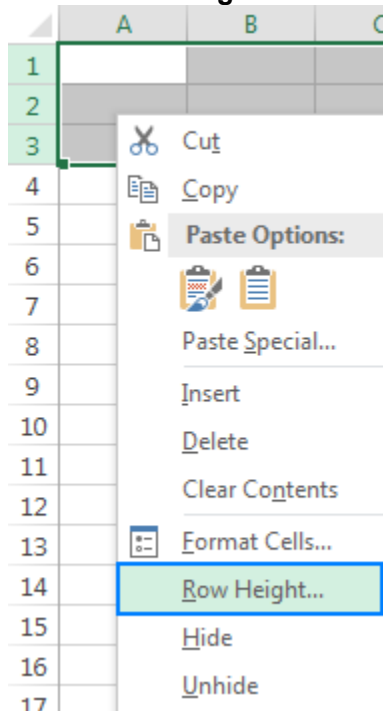 A B C
1
2
3
4
5
6
7
8
9
10
11
12
13
14
15
16
17
Cut
Copy
Paste Options:
Paste Special...
Insert
Delete
Clear Contents
Format Cells...
Row Height...
Hide
Unhide